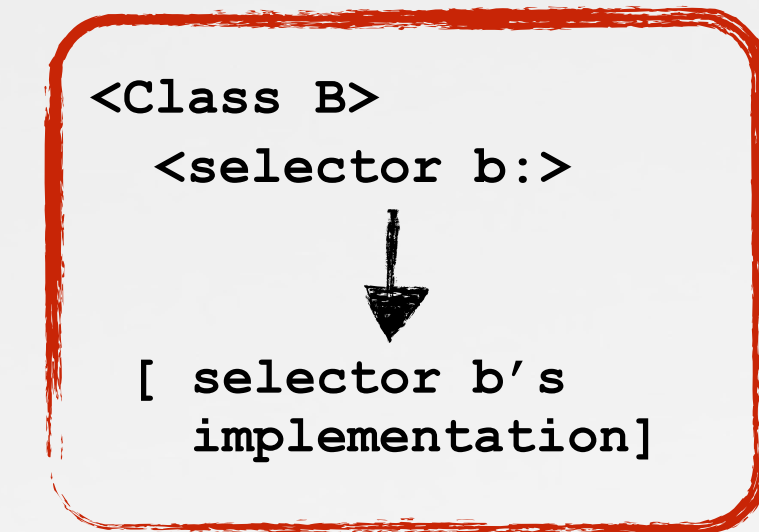 <Class B>
<selector b:>
[ selector b′s
implementation]